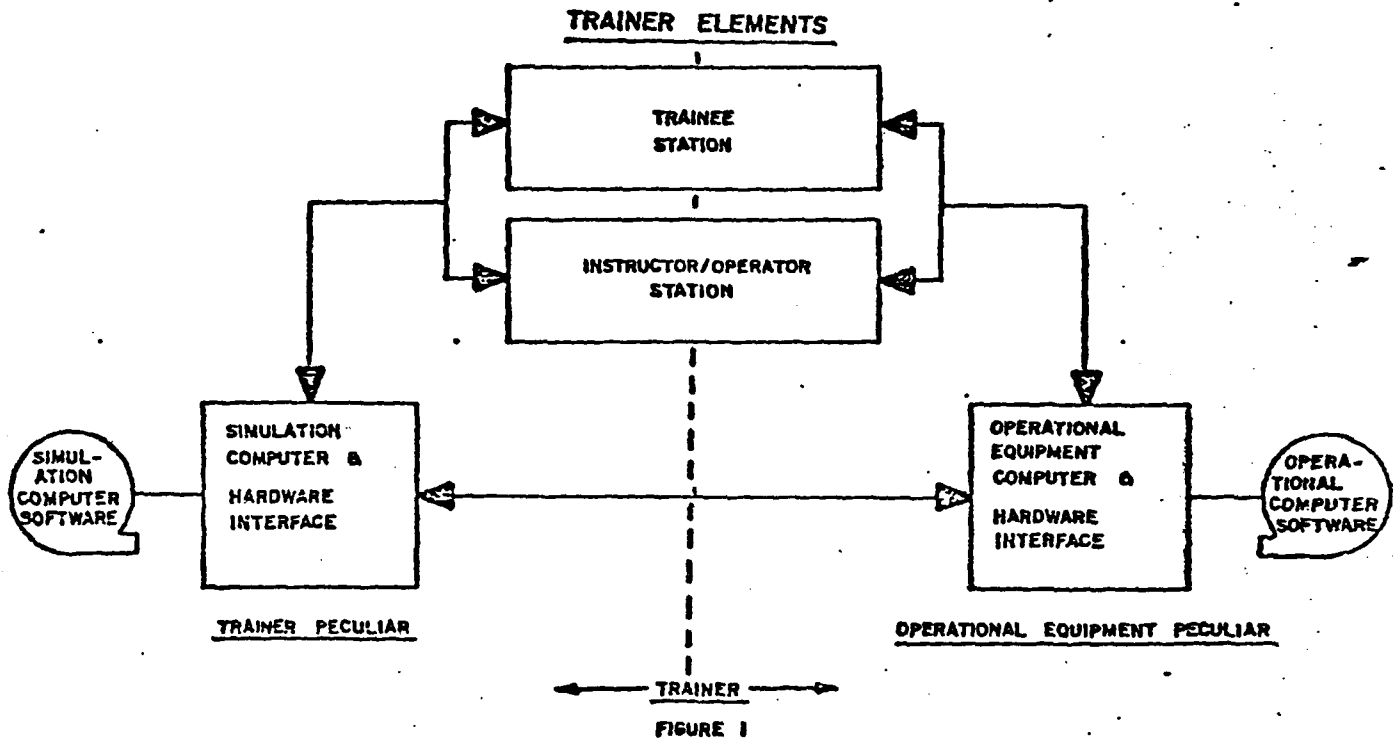 TRAINER ELEMENTS
TRAINEE
STATION
INSTRUCTOR/OPERATOR
STATION
SIMULATION
COMPUTER &
HARDWARE
INTERFACE
SIMUL-
ATION
COMPUTER
SOFTWARE
OPERATIONAL
EQUIPMENT
COMPUTER &
HARDWARE
INTERFACE
OPERA-
TIONAL
COMPUTER
SOFTWARE
TRAINER PECULIAR
OPERATIONAL EQUIPMENT PECULIAR
TRAINER
FIGURE 1